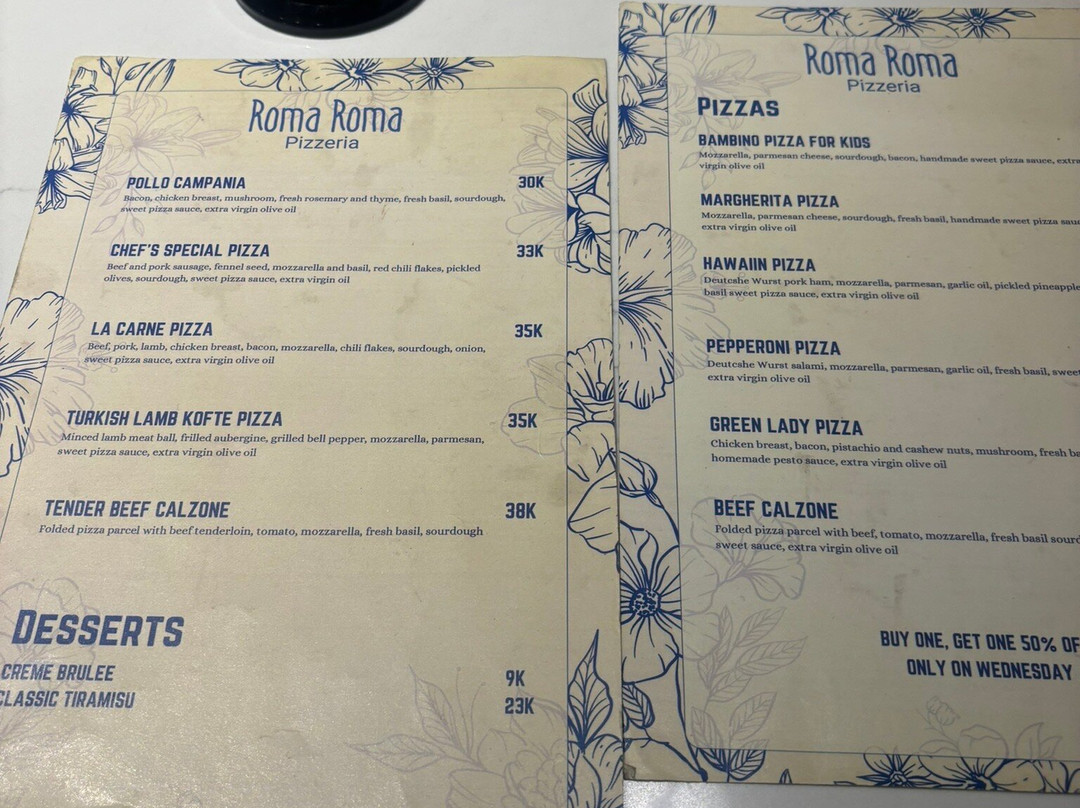 Roma Roma
Pizzeria
POLLO CAMPANIA 30K
Bacon, chicken breast, mushroom, fresh rosemary and thyme, fresh basil, sourdough,
sweet pizza sauce, extra virgin olive oil
CHEF'S SPECIAL PIZZA 33K
Beef and pork sausage, fennel seed, mozzarella and basil, red chili flakes, pickled
olives, sourdough, sweet pizza sauce, extra virgin olive oil
LA CARNE PIZZA 35K
Beef, pork, lamb, chicken breast, bacon, mozzarella, chili flakes, sourdough, onion,
sweet pizza sauce, extra virgin olive oil
TURKISH LAMB KOFTE PIZZA 35K
Minced lamb meat ball, frilled aubergine, grilled bell pepper, mozzarella, parmesan,
sweet pizza sauce, extra virgin olive oil
TENDER BEEF CALZONE 38K
Folded pizza parcel with beef tenderloin, tomato, mozzarella, fresh basil, sourdough
DESSERTS
CREME BRULEE 9K
CLASSIC TIRAMISU 23K
Roma Roma
Pizzeria
PIZZAS
BAMBINO PIZZA FOR KIDS
Mozzarella, parmesan cheese, sourdough, bacon, handmade sweet pizza sauce, extra
virgin olive oil
MARGHERITA PIZZA
Mozzarella, parmesan cheese, sourdough, fresh basil, handmade sweet pizza sau
extra virgin olive oil
HAWAIIN PIZZA
Deutcshe Wurst pork ham, mozzarella, parmesan, garlic oil, pickled pineapple
basil sweet pizza sauce, extra virgin olive oil
PEPPERONI PIZZA
Deutcshe Wurst salami, mozzarella, parmesan, garlic oil, fresh basil, sweet
extra virgin olive oil
GREEN LADY PIZZA
Chicken breast, bacon, pistachio and cashew nuts, mushroom, fresh ba
homemade pesto sauce, extra virgin olive oil
BEEF CALZONE
Folded pizza parcel with beef, tomato, mozzarella, fresh basil sourd
sweet sauce, extra virgin olive oil
BUY ONE, GET ONE 50% OF
ONLY ON WEDNESDAY